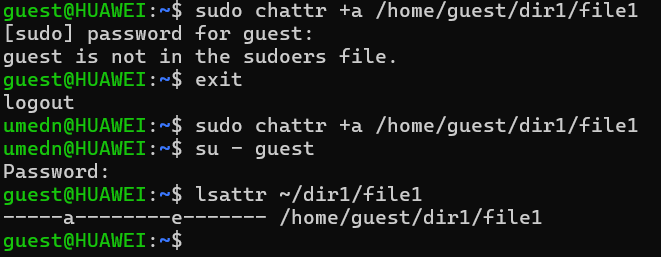 guest@HUAWEI:~$ sudo chattr +a /home/guest/dir1/file1
[sudo] password for guest:
guest is not in the sudoers file.
guest@HUAWEI:~$ exit
logout
umedn@HUAWEI:~$ sudo chattr +a /home/guest/dir1/file1
umedn@HUAWEI:~$ su - guest
Password:
guest@HUAWEI:~$ lsattr ~/dir1/file1
-----a--------e------- /home/guest/dir1/file1
guest@HUAWEI:~$